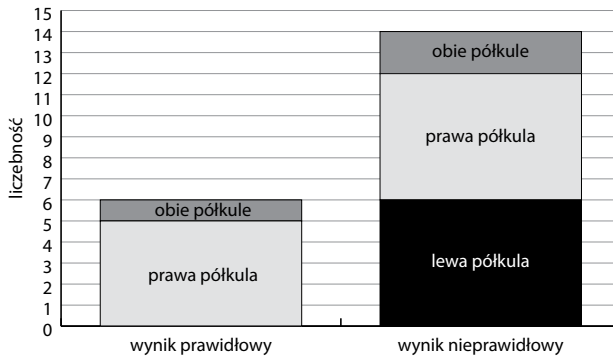 liczebność
15
14
13
12
11
10
9
8
7
6
5
4
3
2
1
0
obie półkule
prawa półkula
obie półkule
prawa półkula
lewa półkula
wynik prawidłowy
wynik nieprawidłowy